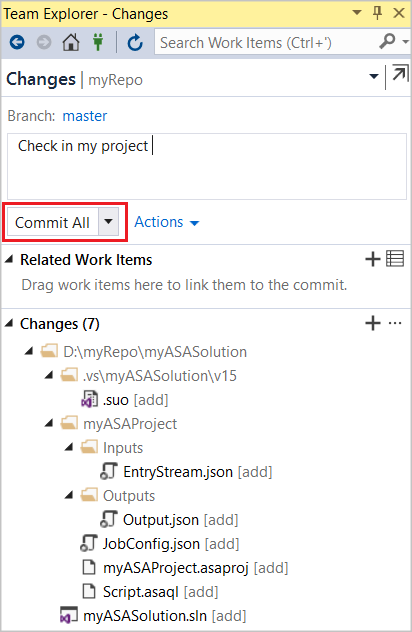 Team Explorer - Changes
Search Work Items (Ctrl+')
Changes | myRepo
Branch: master
Check in my project
Commit All Actions
Related Work Items
Drag work items here to link them to the commit.
Changes (7)
D:\myRepo\myASASolution
.vs\myASASolution\v15
.suo [add]
myASAProject
Inputs
EntryStream.json [add]
Outputs
Output.json [add]
JobConfig.json [add]
myASAProject.asaproj [add]
Script.asaql [add]
myASASolution.sln [add]